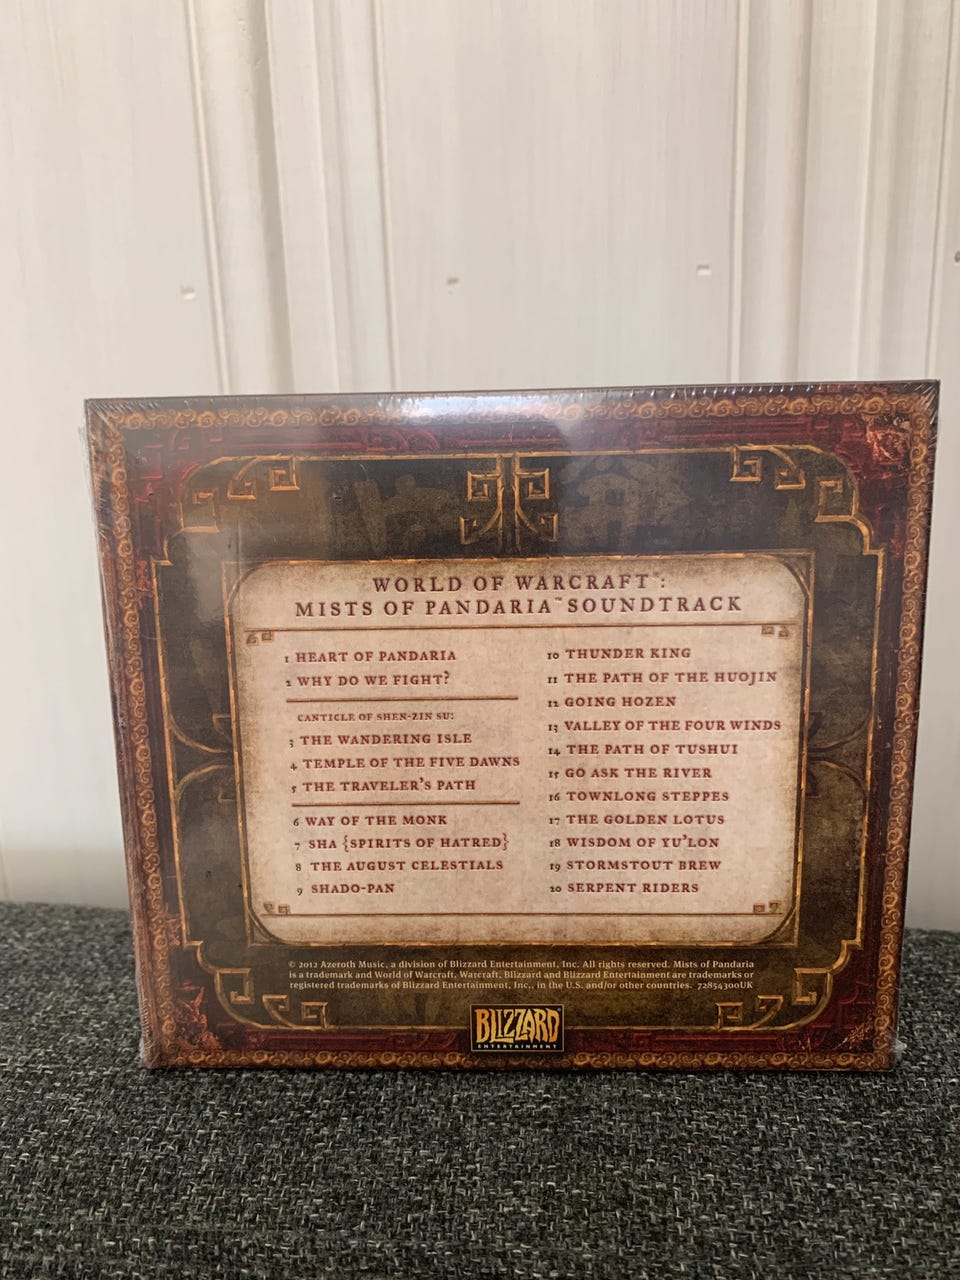 WORLD OF WARCRAFT™:
MISTS OF PANDARIA™ SOUNDTRACK
1 HEART OF PANDARIA
2 WHY DO WE FIGHT?
CANTICLE OF SHEN-ZIN SU:
3 THE WANDERING ISLE
4 TEMPLE OF THE FIVE DAWNS
5 THE TRAVELER'S PATH
6 WAY OF THE MONK
7 SHA {SPIRITS OF HATRED}
8 THE AUGUST CELESTIALS
9 SHADO-PAN
10 THUNDER KING
11 THE PATH OF THE HUOJIN
12 GOING HOZEN
13 VALLEY OF THE FOUR WINDS
14 THE PATH OF TUSHUI
15 GO ASK THE RIVER
16 TOWNLONG STEPPES
17 THE GOLDEN LOTUS
18 WISDOM OF YU'LON
19 STORMSTOUT BREW
20 SERPENT RIDERS
© 2012 Azeroth Music, a division of Blizzard Entertainment, Inc. All rights reserved. Mists of Pandaria
is a trademark and World of Warcraft, Warcraft, Blizzard and Blizzard Entertainment are trademarks or
registered trademarks of Blizzard Entertainment, Inc., in the U.S. and/or other countries. 72854300UK
BLIZZARD
ENTERTAINMENT